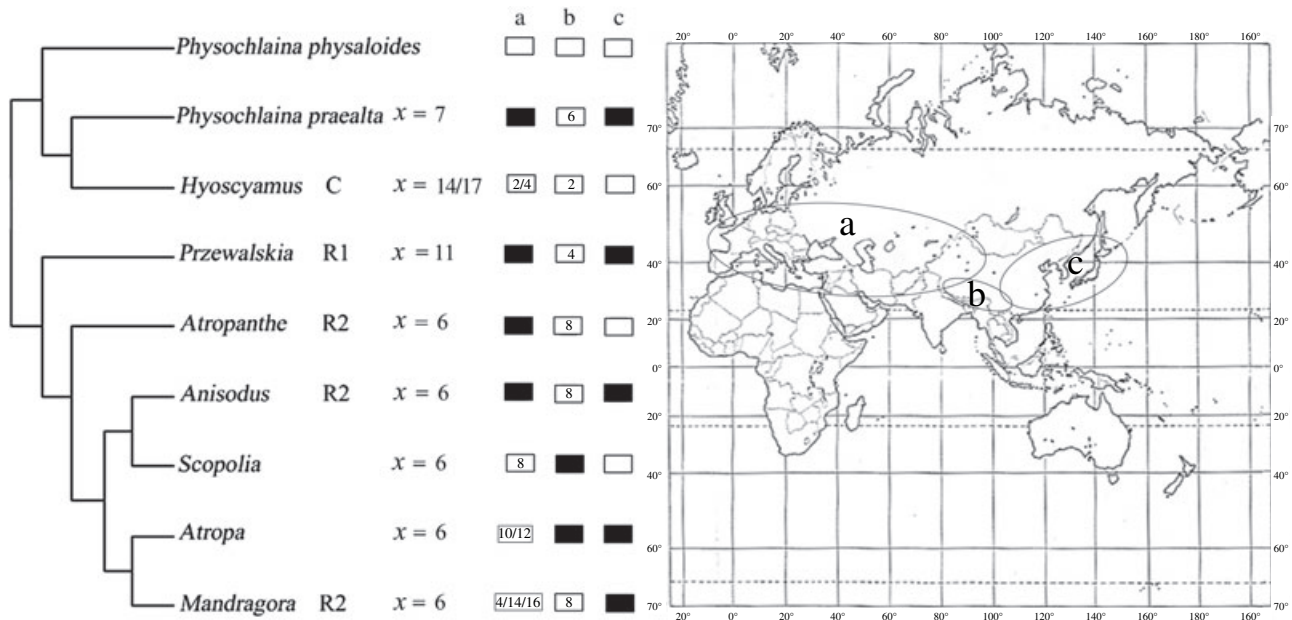 a b c
Physochlaina physaloides
Physochlaina praealta x = 7 6
Hyoscyamus C x = 14/17 2/4 2
Przewalskia R1 x = 11 4
Atropanthe R2 x = 6 8
Anisodus R2 x = 6 8
Scopolia x = 6 8
Atropa x = 6 10/12
Mandragora R2 x = 6 4/14/16 8
20° 0° 20° 40° 60° 80° 100° 120° 140° 160° 180° 160°
70° 70°
60° 60°
40° 40°
20° 20°
0° 0°
20° 20°
40° 40°
60° 60°
70° 70°
a
c
b
20° 0° 20° 40° 60° 80° 100° 120° 140° 160° 180° 160°